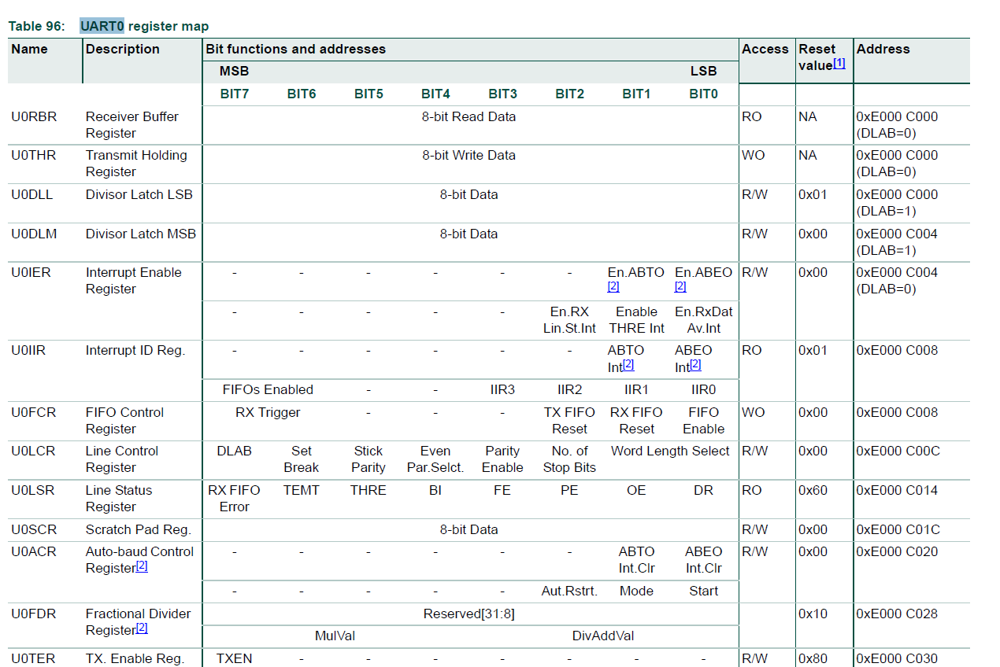 Table 96: UART0 register map
Name Description Bit functions and addresses Access Reset value[1] Address
MSB LSB
BIT7 BIT6 BIT5 BIT4 BIT3 BIT2 BIT1 BIT0
U0RBR Receiver Buffer Register 8-bit Read Data RO NA 0xE000 C000 (DLAB=0)
U0THR Transmit Holding Register 8-bit Write Data WO NA 0xE000 C000 (DLAB=0)
U0DLL Divisor Latch LSB 8-bit Data R/W 0x01 0xE000 C000 (DLAB=1)
U0DLM Divisor Latch MSB 8-bit Data R/W 0x00 0xE000 C004 (DLAB=1)
U0IER Interrupt Enable Register - - - - - - En.ABTO [2] En.ABEO [2] R/W 0x00 0xE000 C004 (DLAB=0)
- - - - - En.RX Lin.St.Int Enable THRE Int En.RxDat Av.Int
U0IIR Interrupt ID Reg. - - - - - - ABTO Int[2] ABEO Int[2] RO 0x01 0xE000 C008
FIFOs Enabled - - IIR3 IIR2 IIR1 IIR0
U0FCR FIFO Control Register RX Trigger - - - TX FIFO Reset RX FIFO Reset FIFO Enable WO 0x00 0xE000 C008
U0LCR Line Control Register DLAB Set Break Stick Parity Even Par.Selct. Parity Enable No. of Stop Bits Word Length Select R/W 0x00 0xE000 C00C
U0LSR Line Status Register RX FIFO Error TEMT THRE BI FE PE OE DR RO 0x60 0xE000 C014
U0SCR Scratch Pad Reg. 8-bit Data R/W 0x00 0xE000 C01C
U0ACR Auto-baud Control Register[2] - - - - - - ABTO Int.Clr ABEO Int.Clr R/W 0x00 0xE000 C020
- - - - - Aut.Rstrt. Mode Start
U0FDR Fractional Divider Register[2] Reserved[31:8] 0x10 0xE000 C028
MulVal DivAddVal
U0TER TX. Enable Reg. TXEN - - - - - - - R/W 0x80 0xE000 C030